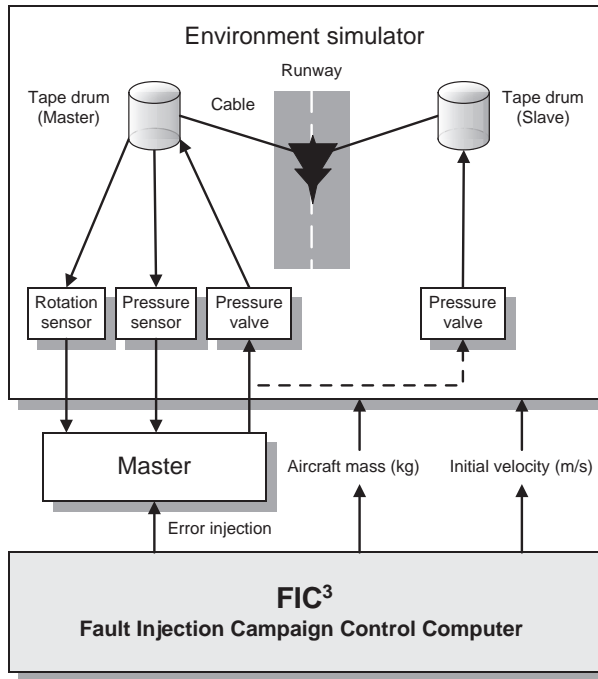 Environment simulator
Runway
Tape drum
(Master)
Cable
Tape drum
(Slave)
Rotation
sensor
Pressure
sensor
Pressure
valve
Pressure
valve
Master
Aircraft mass (kg)
Initial velocity (m/s)
Error injection
FIC³
Fault Injection Campaign Control Computer